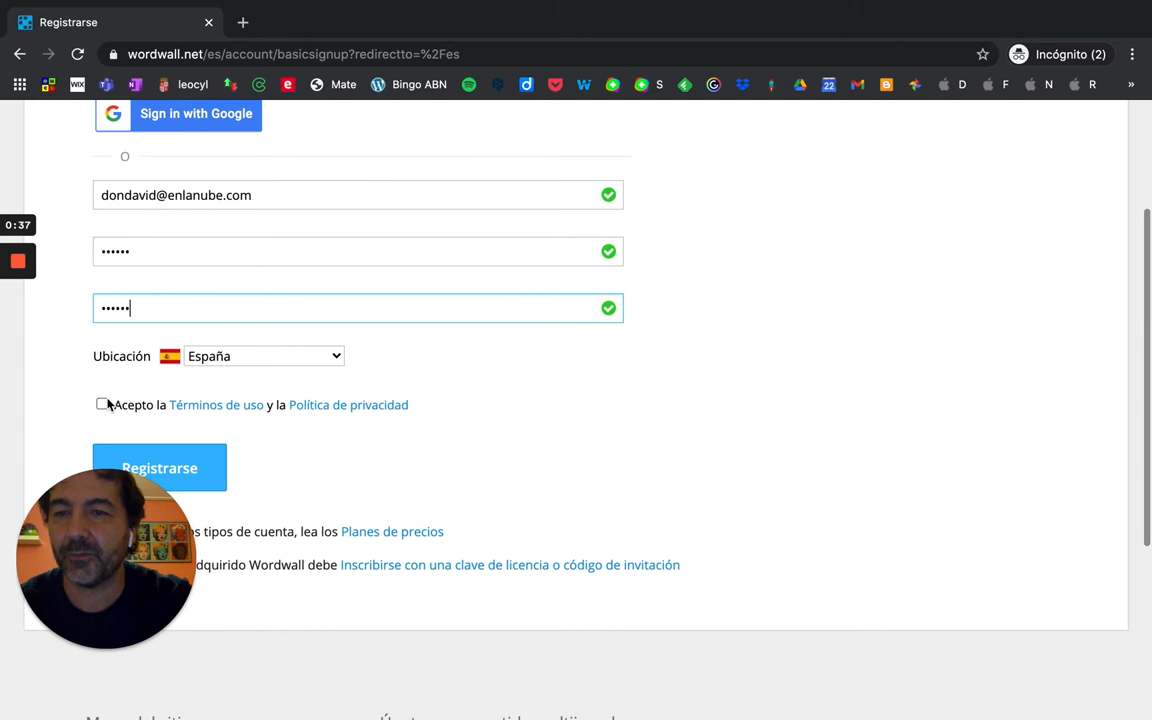 Registrarse
wordwall.net/es/account/basicsignup?redirectto=%2Fes
Incógnito (2)
WIX leocyl Mate Bingo ABN S 22 D F N R »
Sign in with Google
O
dondavid@enlanube.com
0:37
••••••
••••••
Ubicación España
Acepto la Términos de uso y la Política de privacidad
Registrarse
s tipos de cuenta, lea los Planes de precios
dquirido Wordwall debe Inscribirse con una clave de licencia o código de invitación